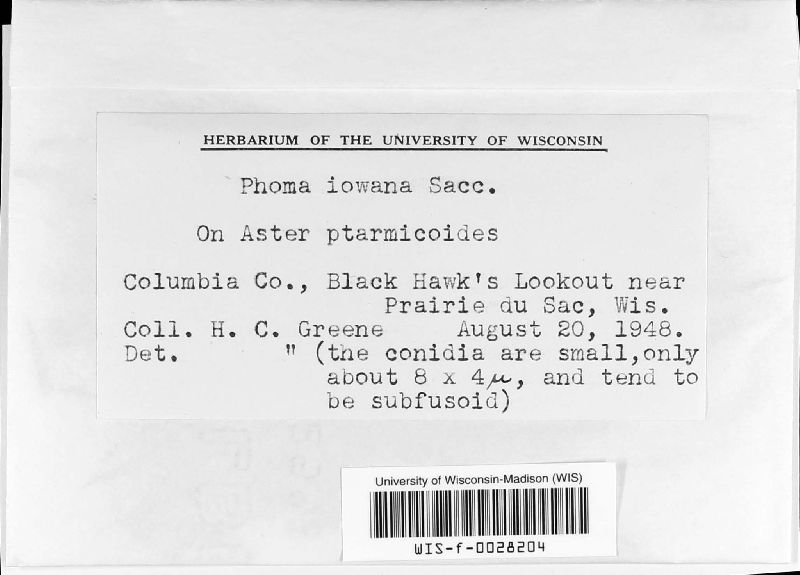 HERBARIUM OF THE UNIVERSITY OF WISCONSIN
Phoma iowana Sacc.
On Aster ptarmicoides
Columbia Co., Black Hawk's Lookout near
Prairie du Sac, Wis.
Coll. H. C. Greene August 20, 1948.
Det. " (the conidia are small,only
about 8 x 4μ, and tend to
be subfusoid)
University of Wisconsin-Madison (WIS)
WIS-f-0028204